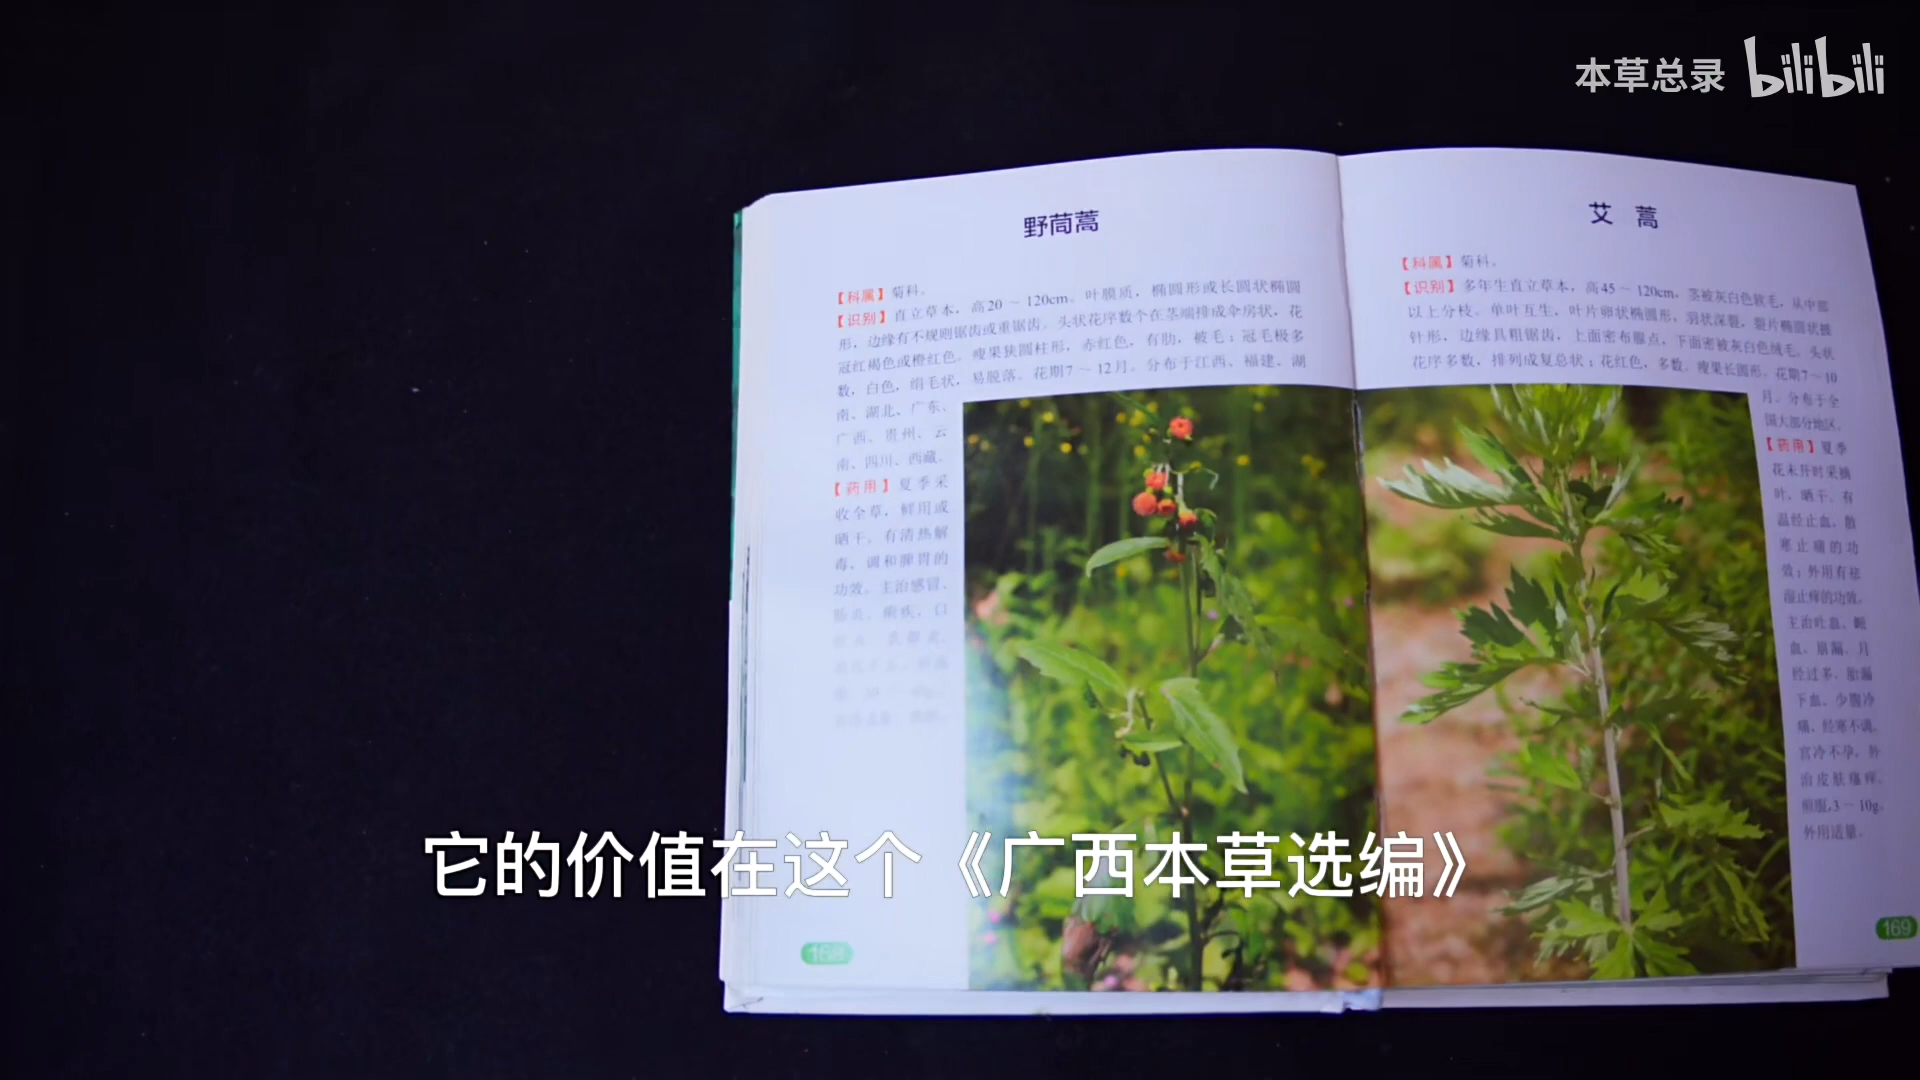 本草总录 bilibili
野茼蒿
【科属】菊科。
【识别】直立草本，高20～120cm。叶膜质，椭圆形或长圆状椭圆
形，边缘有不规则锯齿或重锯齿。头状花序数个在茎端排成伞房状，花
冠红褐色或橙红色。瘦果狭圆柱形，赤红色，有肋，被毛；冠毛极多
数，白色，绢毛状，易脱落。花期7～12月。分布于江西、福建、湖
南、湖北、广东、
广西、贵州、云
南、四川、西藏。
【药用】夏季采
收全草，鲜用或
晒干。有清热解
毒、调和脾胃的
功效。主治感冒、
肠炎、痢疾、口
168
艾 蒿
【科属】菊科。
【识别】多年生直立草本，高45～120cm。茎被灰白色软毛，从中部
以上分枝。单叶互生，叶片卵状椭圆形，羽状深裂，裂片椭圆状披
针形，边缘具粗锯齿，上面密布腺点，下面密被灰白色绒毛。头状
花序多数，排列成复总状；花红色，多数。瘦果长圆形。花期7～10
月。分布于全
国大部分地区。
【药用】夏季
花未开时采摘
叶，晒干。有
温经止血、散
寒止痛的功
效；外用有祛
湿止痒的功效。
主治吐血、衄
血、崩漏、月
经过多、胎漏
下血、少腹冷
痛、经寒不调、
宫冷不孕；外
治皮肤瘙痒。
煎服，3～10g。
外用适量。
169
它的价值在这个《广西本草选编》